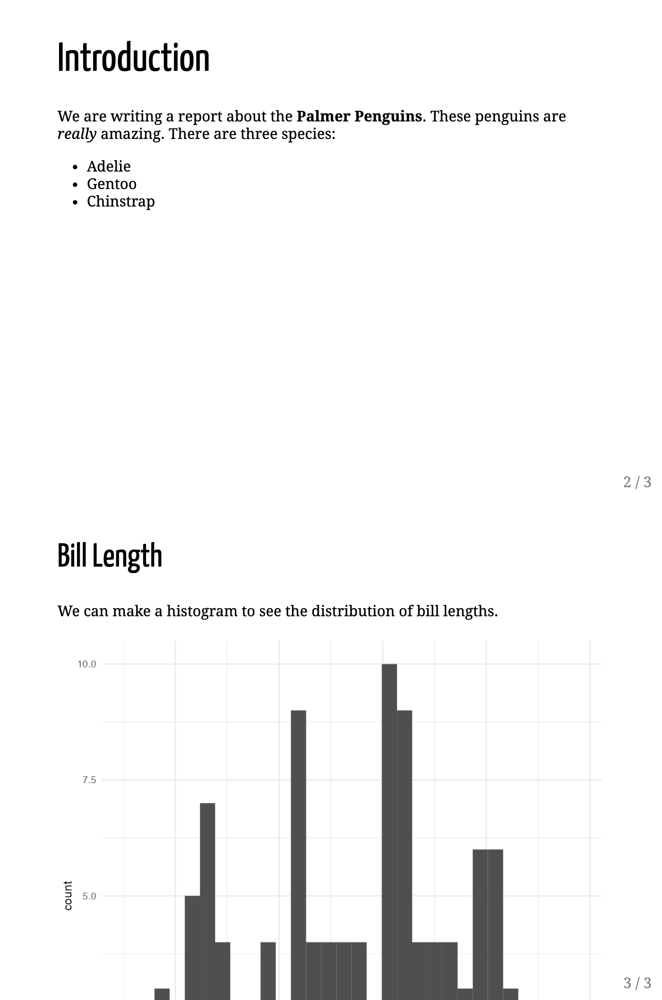 Introduction
We are writing a report about the Palmer Penguins. These penguins are
really amazing. There are three species:
• Adelie
• Gentoo
• Chinstrap
2 / 3
Bill Length
We can make a histogram to see the distribution of bill lengths.
10.0
7.5
count
5.0
3 / 3